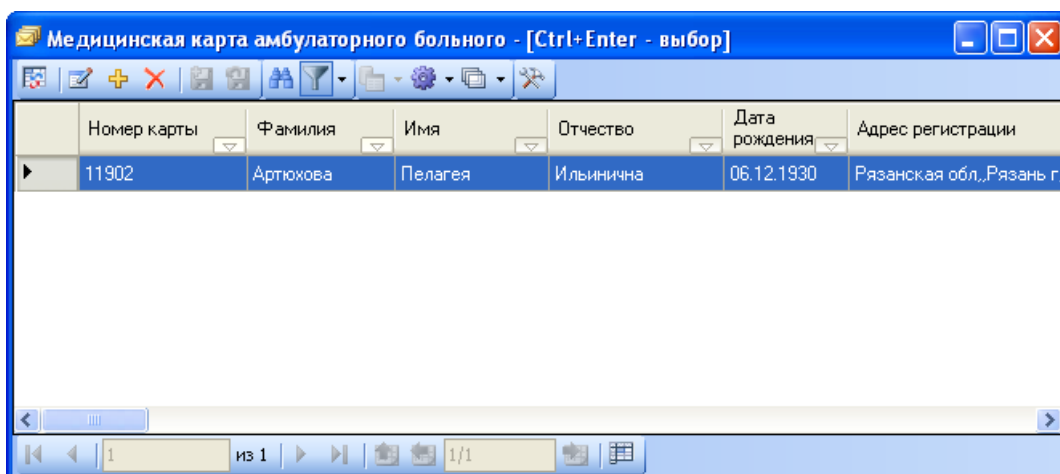 Медицинская карта амбулаторного больного - [Ctrl+Enter - выбор]
Номер карты Фамилия Имя Отчество Дата рождения Адрес регистрации
11902 Артюхова Пелагея Ильинична 06.12.1930 Рязанская обл,,Рязань г
1 из 1 1/1